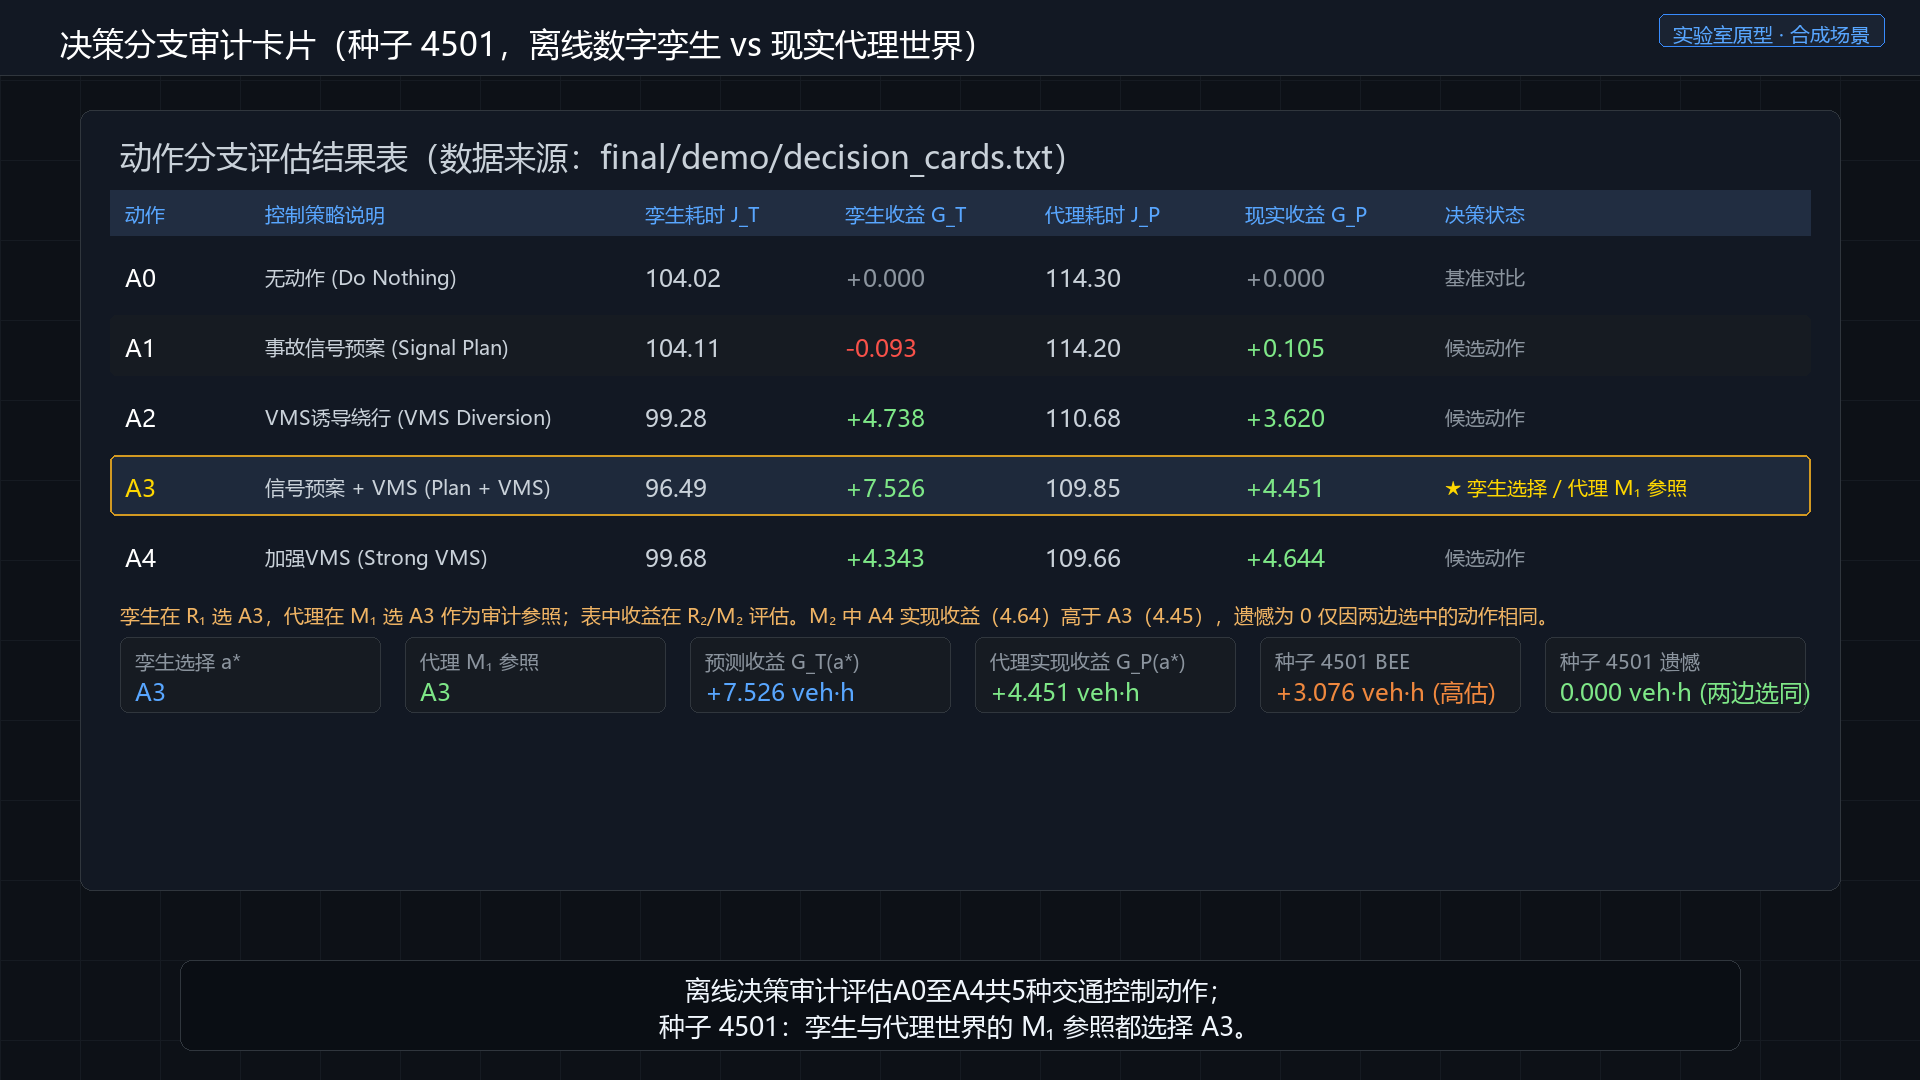 决策分支审计卡片（种子 4501，离线数字孪生 vs 现实代理世界）
实验室原型 · 合成场景
动作分支评估结果表（数据来源：final/demo/decision_cards.txt）
动作 控制策略说明 孪生耗时 J_T 孪生收益 G_T 代理耗时 J_P 现实收益 G_P 决策状态
A0 无动作 (Do Nothing) 104.02 +0.000 114.30 +0.000 基准对比
A1 事故信号预案 (Signal Plan) 104.11 -0.093 114.20 +0.105 候选动作
A2 VMS诱导绕行 (VMS Diversion) 99.28 +4.738 110.68 +3.620 候选动作
A3 信号预案 + VMS (Plan + VMS) 96.49 +7.526 109.85 +4.451 ★ 孪生选择 / 代理 M₁ 参照
A4 加强VMS (Strong VMS) 99.68 +4.343 109.66 +4.644 候选动作
孪生在 R₁ 选 A3，代理在 M₁ 选 A3 作为审计参照；表中收益在 R₂/M₂ 评估。M₂ 中 A4 实现收益（4.64）高于 A3（4.45），遗憾为 0 仅因两边选中的动作相同。
孪生选择 a* 代理 M₁ 参照 预测收益 G_T(a*) 代理实现收益 G_P(a*) 种子 4501 BEE 种子 4501 遗憾
A3 A3 +7.526 veh·h +4.451 veh·h +3.076 veh·h (高估) 0.000 veh·h (两边选同)
离线决策审计评估A0至A4共5种交通控制动作；
种子 4501：孪生与代理世界的 M₁ 参照都选择 A3。